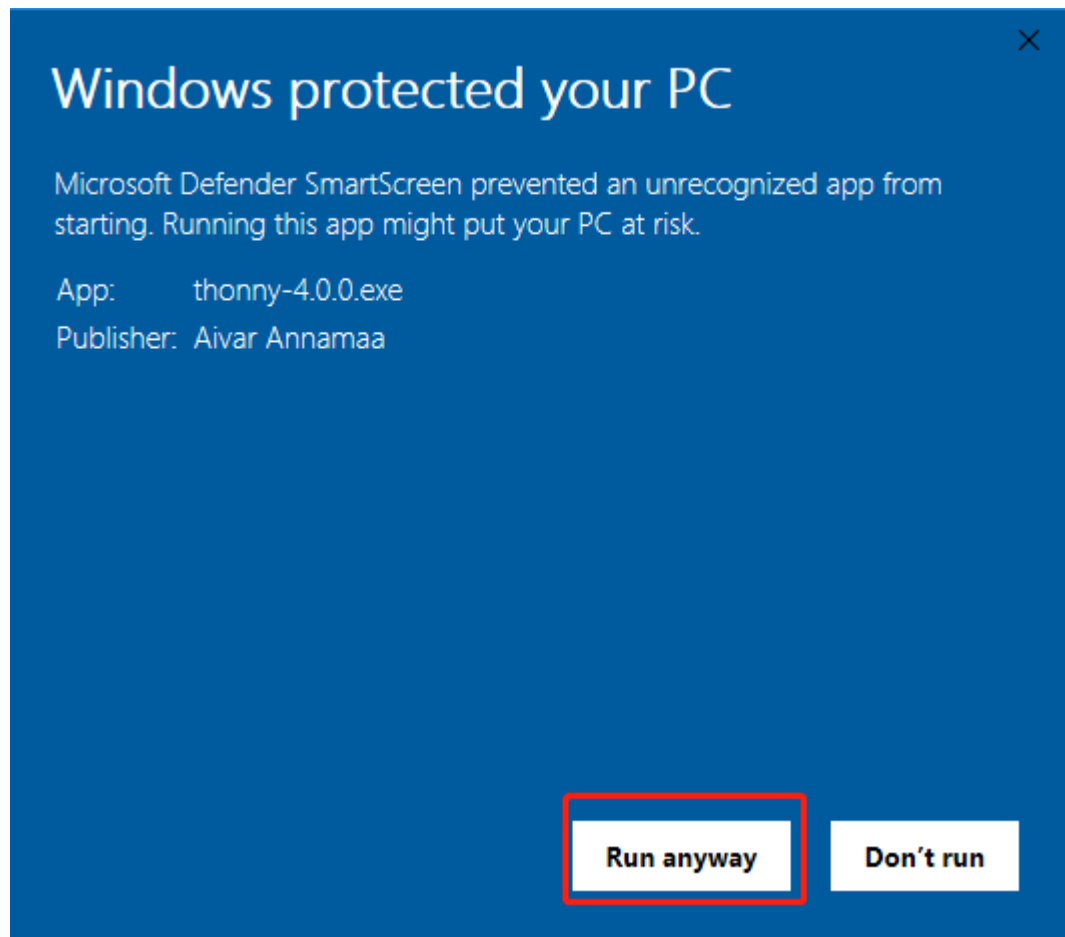 Windows protected your PC
Microsoft Defender SmartScreen prevented an unrecognized app from
starting. Running this app might put your PC at risk.
App: thonny-4.0.0.exe
Publisher: Aivar Annamaa
Run anyway Don’t run